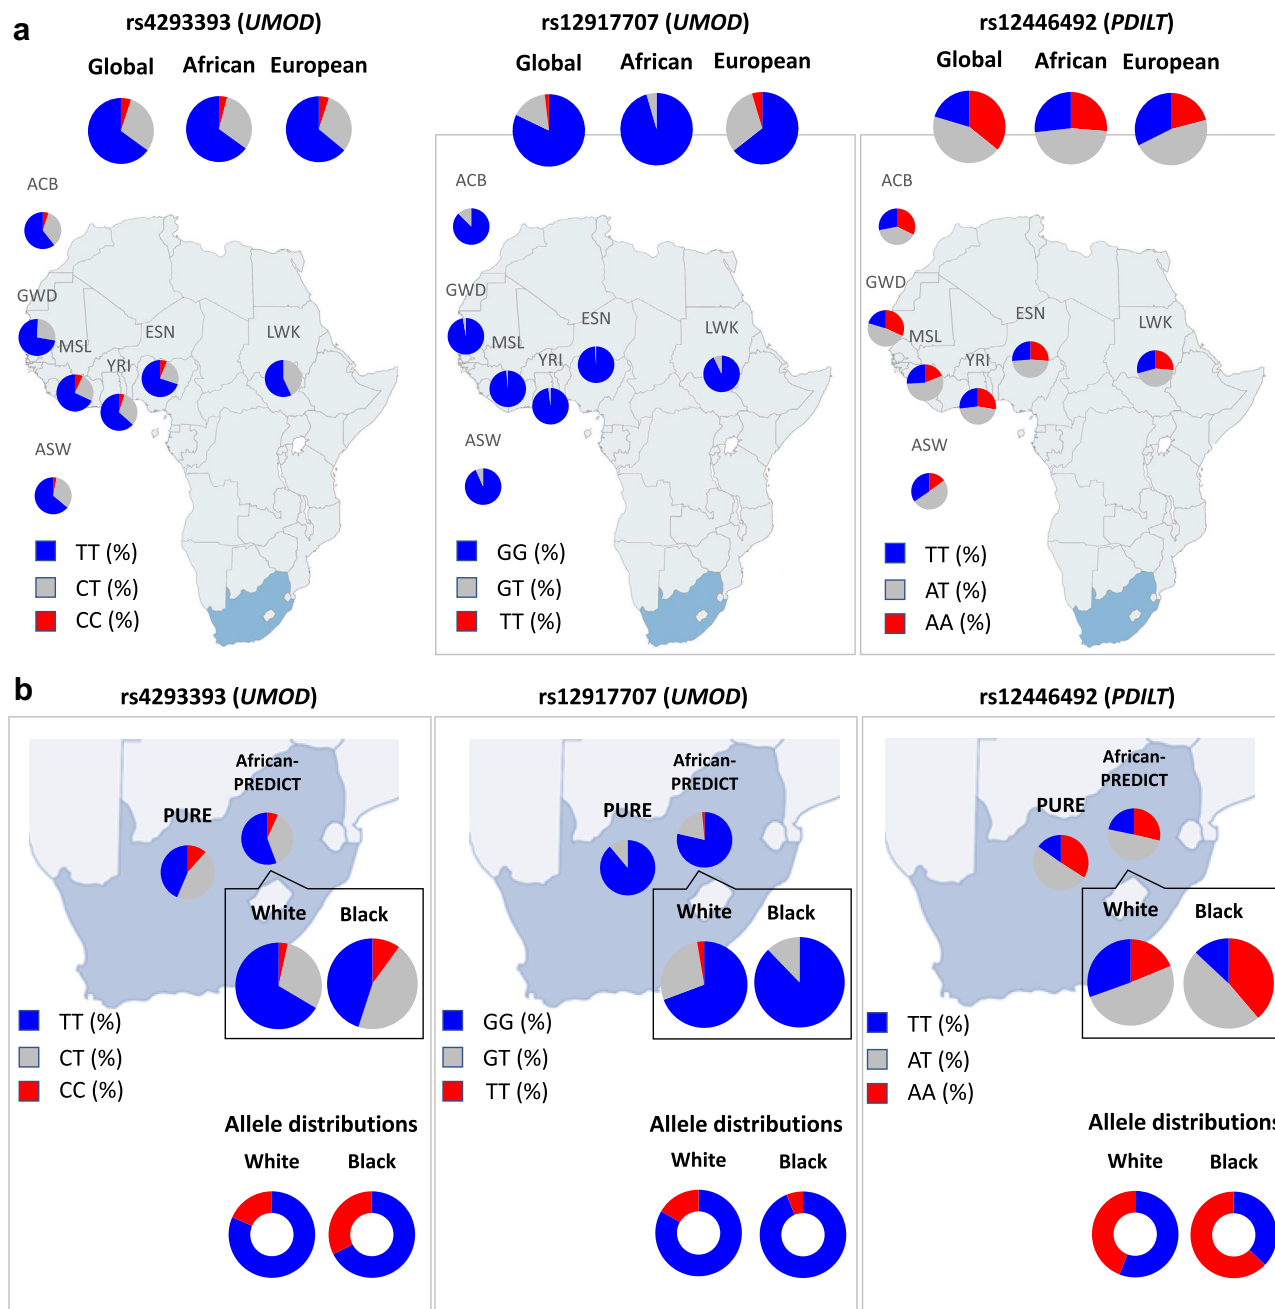 a
rs4293393 (UMOD)
rs12917707 (UMOD)
rs12446492 (PDILT)
Global
African
European
Global
African
European
Global
African
European
ACB
GWD
MSL
YRI
ESN
LWK
ASW
TT (%)
CT (%)
CC (%)
ACB
GWD
MSL
YRI
ESN
LWK
ASW
GG (%)
GT (%)
TT (%)
ACB
GWD
MSL
YRI
ESN
LWK
ASW
TT (%)
AT (%)
AA (%)
b
rs4293393 (UMOD)
rs12917707 (UMOD)
rs12446492 (PDILT)
African-
PREDICT
PURE
White
Black
TT (%)
CT (%)
CC (%)
Allele distributions
White
Black
African-
PREDICT
PURE
White
Black
GG (%)
GT (%)
TT (%)
Allele distributions
White
Black
African-
PREDICT
PURE
White
Black
TT (%)
AT (%)
AA (%)
Allele distributions
White
Black